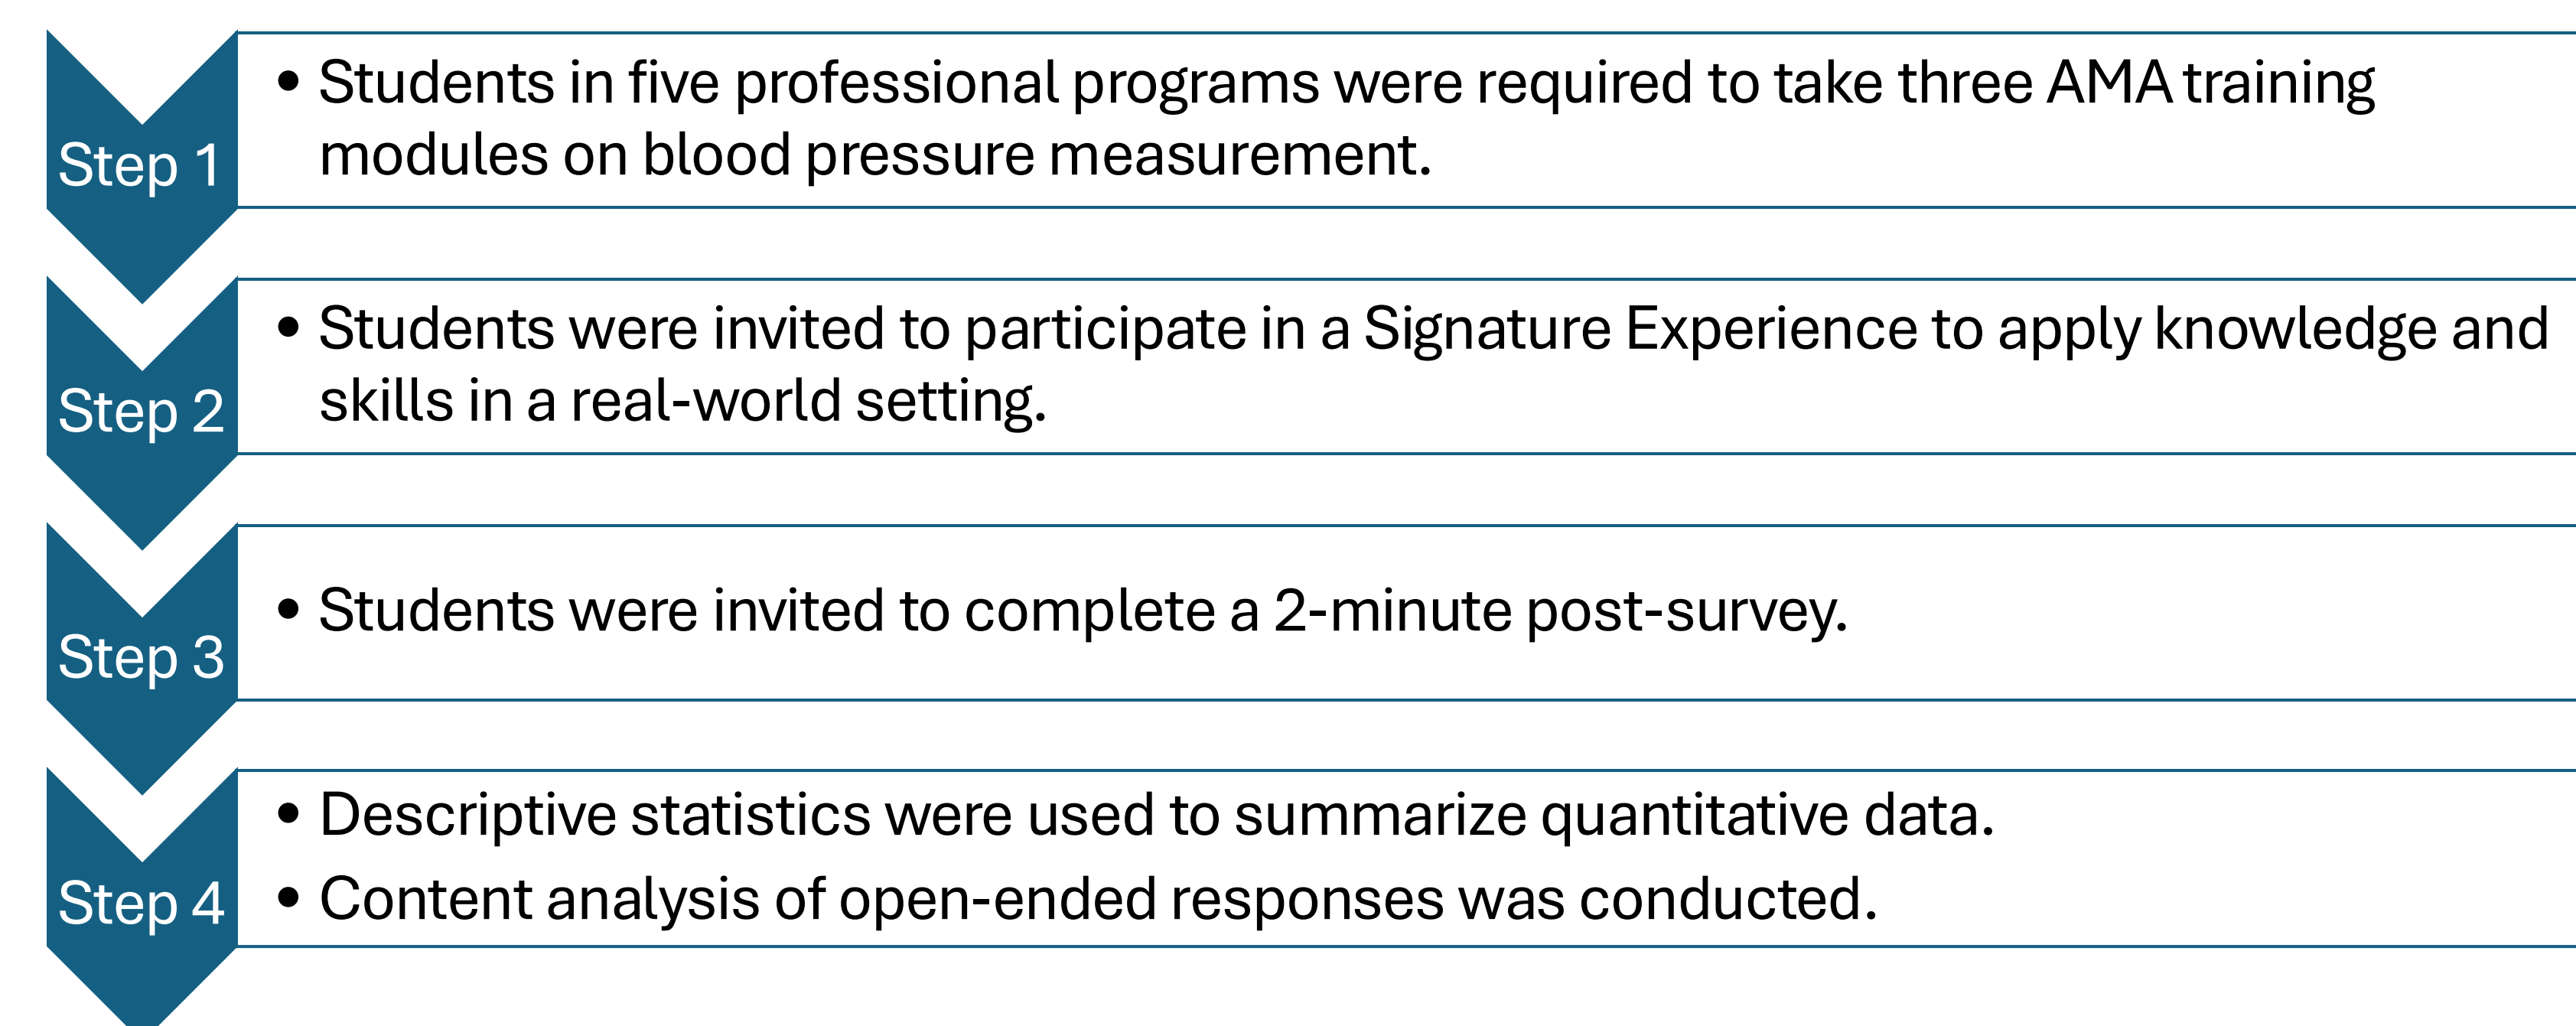 Step 1
• Students in five professional programs were required to take three AMA training
modules on blood pressure measurement.
Step 2
• Students were invited to participate in a Signature Experience to apply knowledge and
skills in a real-world setting.
Step 3
• Students were invited to complete a 2-minute post-survey.
Step 4
• Descriptive statistics were used to summarize quantitative data.
• Content analysis of open-ended responses was conducted.